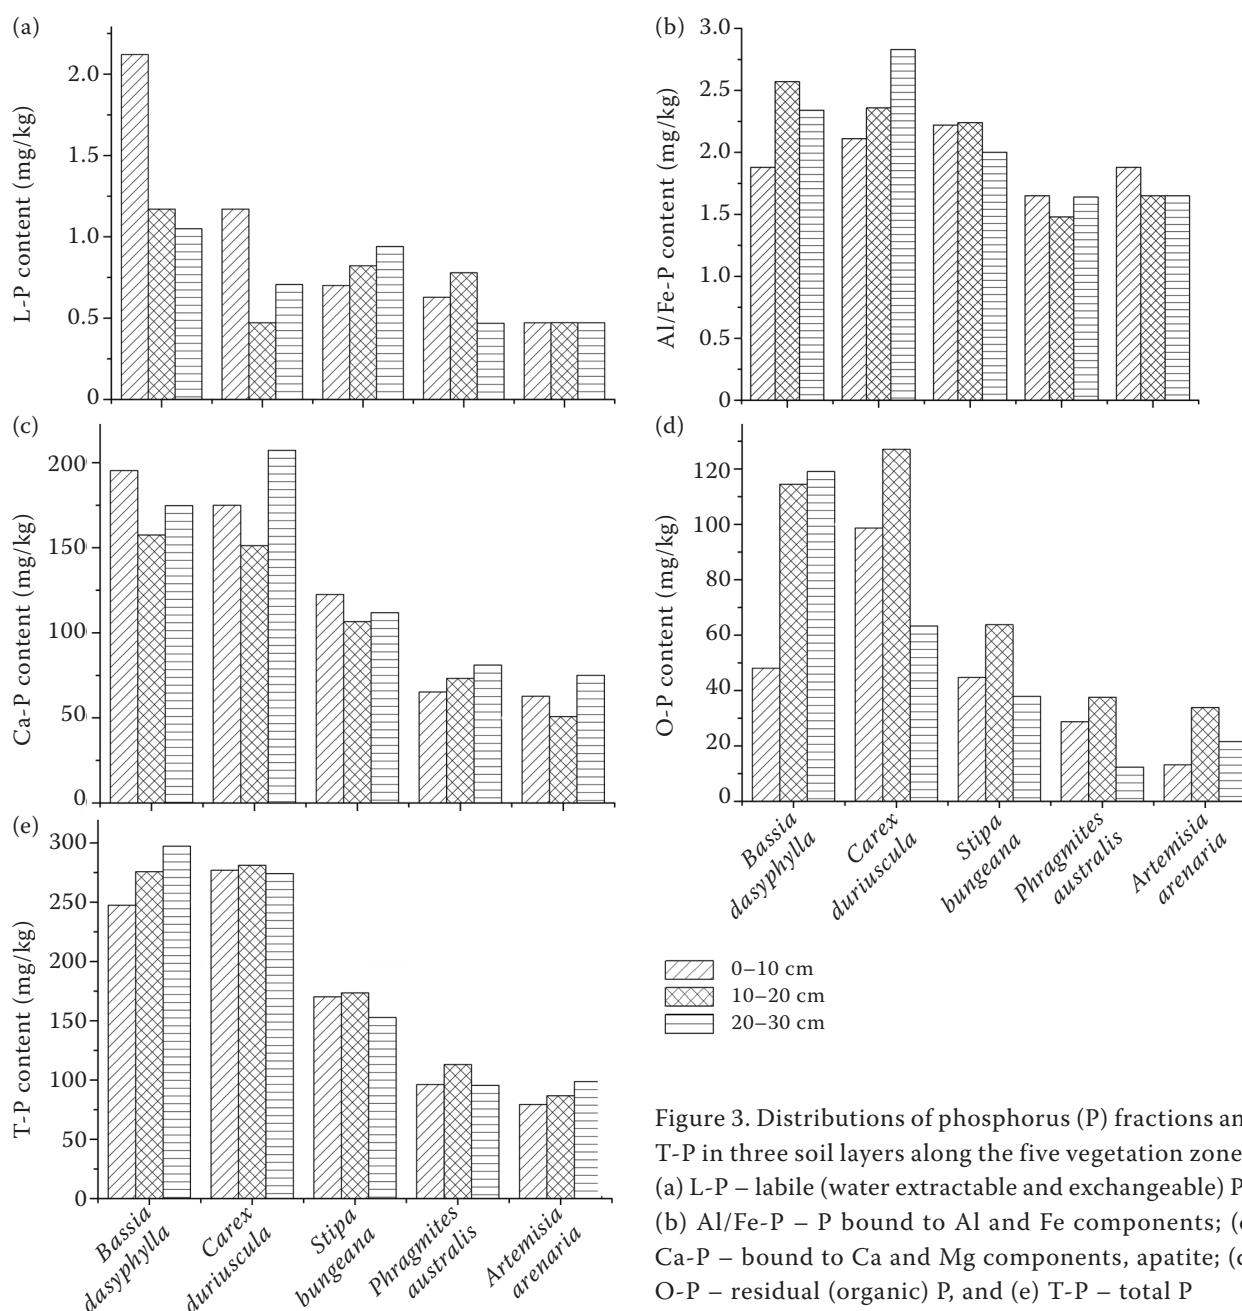 (a)
L-P content (mg/kg)
2.0
1.5
1.0
0.5
0
(b)
Al/Fe-P content (mg/kg)
3.0
2.5
2.0
1.5
1.0
0.5
0
(c)
Ca-P content (mg/kg)
200
150
100
50
0
(d)
O-P content (mg/kg)
120
100
80
60
40
20
0
Bassia dasyphylla
Carex duriuscula
Stipa bungeana
Phragmites australis
Artemisia arenaria
(e)
T-P content (mg/kg)
300
250
200
150
100
50
0
Bassia dasyphylla
Carex duriuscula
Stipa bungeana
Phragmites australis
Artemisia arenaria
0–10 cm
10–20 cm
20–30 cm
Figure 3. Distributions of phosphorus (P) fractions an
T-P in three soil layers along the five vegetation zone
(a) L-P – labile (water extractable and exchangeable) P
(b) Al/Fe-P – P bound to Al and Fe components; (c
Ca-P – bound to Ca and Mg components, apatite; (d
O-P – residual (organic) P, and (e) T-P – total P